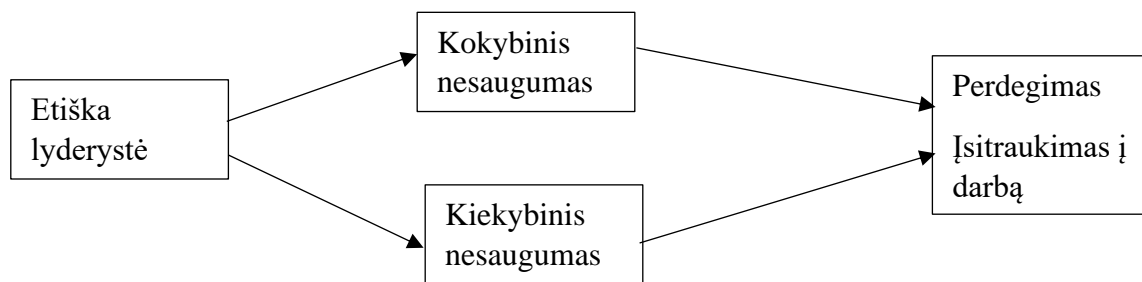 Etiška
lyderystė
Kokybinis
nesaugumas
Kiekybinis
nesaugumas
Perdegimas
Įsitraukimas į
darbą